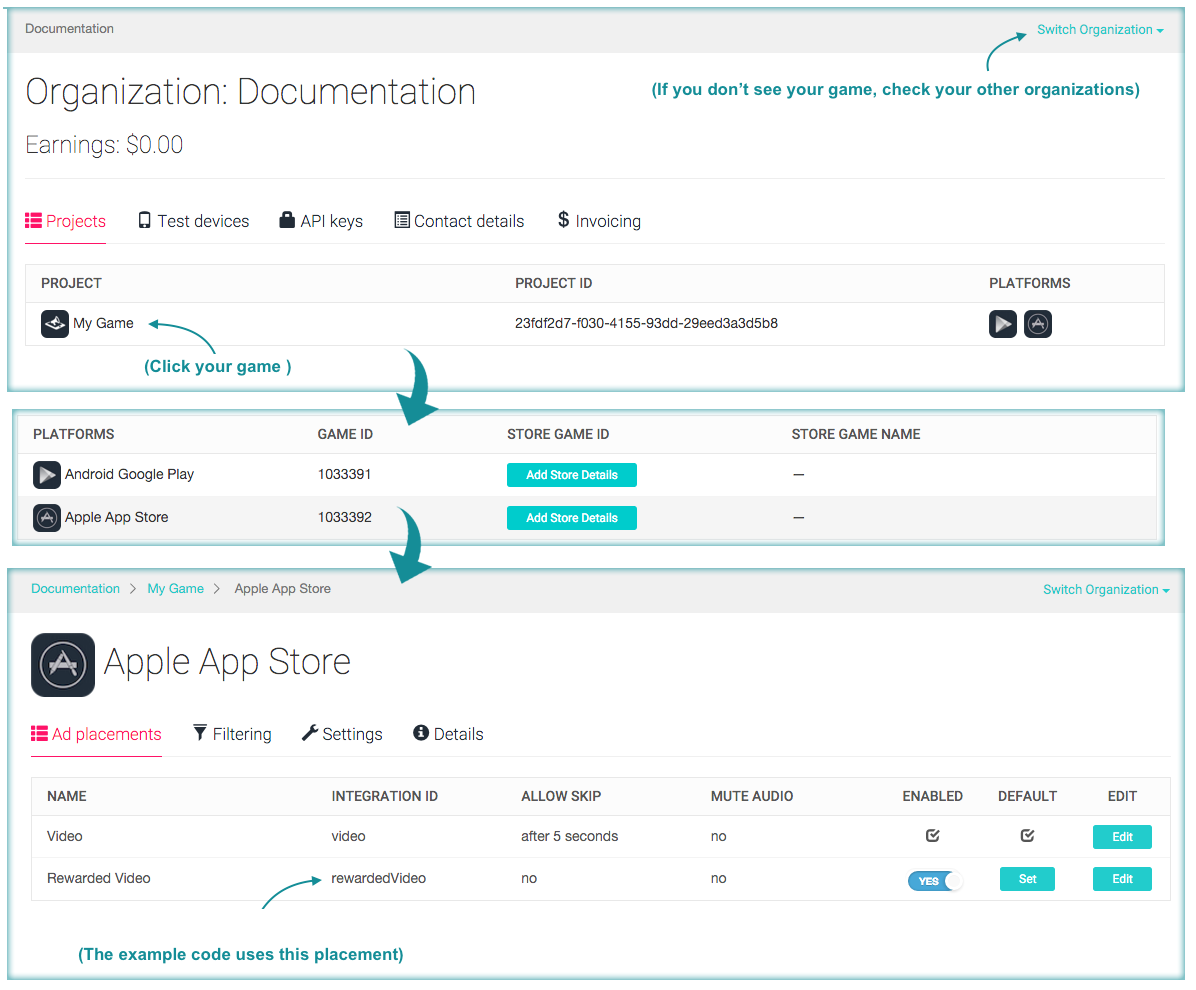 Documentation Switch Organization
Organization: Documentation
(If you don’t see your game, check your other organizations)
Earnings: $0.00
Projects Test devices API keys Contact details $ Invoicing
PROJECT PROJECT ID PLATFORMS
My Game 23fdf2d7-f030-4155-93dd-29eed3a3d5b8
(Click your game )
PLATFORMS GAME ID STORE GAME ID STORE GAME NAME
Android Google Play 1033391 Add Store Details —
Apple App Store 1033392 Add Store Details —
Documentation > My Game > Apple App Store Switch Organization
Apple App Store
Ad placements Filtering Settings Details
NAME INTEGRATION ID ALLOW SKIP MUTE AUDIO ENABLED DEFAULT EDIT
Video video after 5 seconds no Edit
Rewarded Video rewardedVideo no no YES Set Edit
(The example code uses this placement)